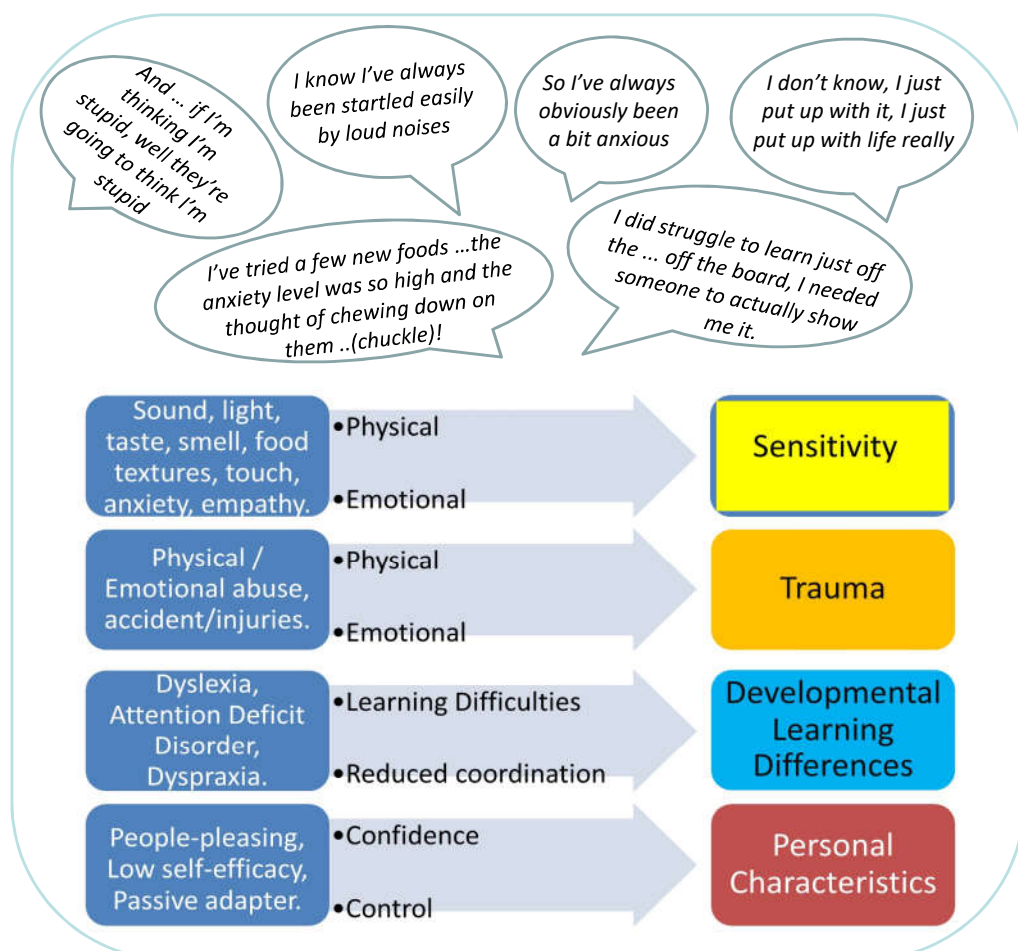 And ... if I'm
thinking I'm
stupid, well they're
going to think I'm
stupid
I know I've always
been startled easily
by loud noises
So I've always
obviously been
a bit anxious
I don't know, I just
put up with it, I just
put up with life really
I've tried a few new foods ...the
anxiety level was so high and the
thought of chewing down on
them ..(chuckle)!
I did struggle to learn just off
the ... off the board, I needed
someone to actually show
me it.
Sound, light,
taste, smell, food
textures, touch,
anxiety, empathy.
•Physical
•Emotional
Sensitivity
Physical /
Emotional abuse,
accident/injuries.
•Physical
•Emotional
Trauma
Dyslexia,
Attention Deficit
Disorder,
Dyspraxia.
•Learning Difficulties
•Reduced coordination
Developmental
Learning
Differences
People-pleasing,
Low self-efficacy,
Passive adapter.
•Confidence
•Control
Personal
Characteristics